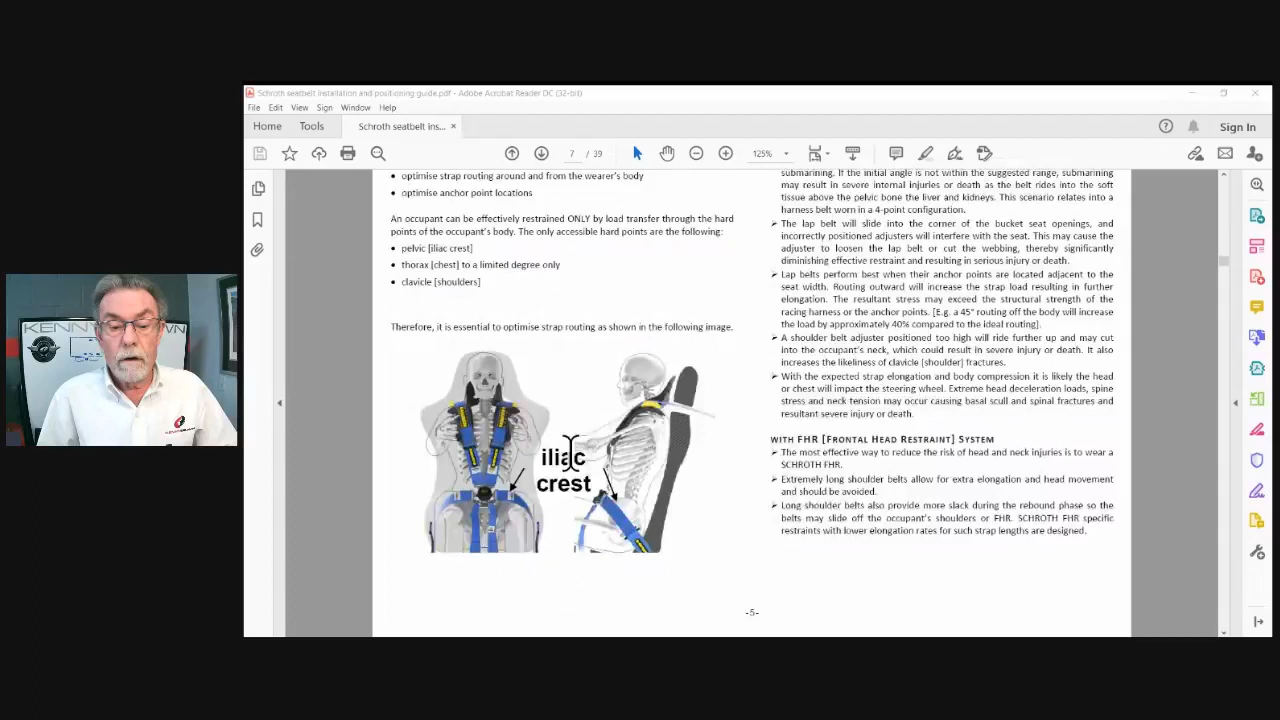 Schroth seatbelt installation and positioning guide.pdf - Adobe Acrobat Reader DC (32-bit)
File Edit View Sign Window Help
Home Tools Schroth seatbelt ins... × Sign In
7 / 39 125%
• optimise strap routing around and from the wearer's body
• optimise anchor point locations
An occupant can be effectively restrained ONLY by load transfer through the hard
points of the occupant's body. The only accessible hard points are the following:
• pelvic [iliac crest]
• thorax [chest] to a limited degree only
• clavicle [shoulders]
Therefore, it is essential to optimise strap routing as shown in the following image.
iliac
crest
submarining. If the initial angle is not within the suggested range, submarining
may result in severe internal injuries or death as the belt rides into the soft
tissue above the pelvic bone the liver and kidneys. This scenario relates into a
harness belt worn in a 4-point configuration.
➤ The lap belt will slide into the corner of the bucket seat openings, and
incorrectly positioned adjusters will interfere with the seat. This may cause the
adjuster to loosen the lap belt or cut the webbing, thereby significantly
diminishing effective restraint and resulting in serious injury or death.
➤ Lap belts perform best when their anchor points are located adjacent to the
seat width. Routing outward will increase the strap load resulting in further
elongation. The resultant stress may exceed the structural strength of the
racing harness or the anchor points. [E.g. a 45° routing off the body will increase
the load by approximately 40% compared to the ideal routing].
➤ A shoulder belt adjuster positioned too high will ride further up and may cut
into the occupant's neck, which could result in severe injury or death. It also
increases the likeliness of clavicle [shoulder] fractures.
➤ With the expected strap elongation and body compression it is likely the head
or chest will impact the steering wheel. Extreme head deceleration loads, spine
stress and neck tension may occur causing basal scull and spinal fractures and
resultant severe injury or death.
WITH FHR [FRONTAL HEAD RESTRAINT] SYSTEM
➤ The most effective way to reduce the risk of head and neck injuries is to wear a
SCHROTH FHR.
➤ Extremely long shoulder belts allow for extra elongation and head movement
and should be avoided.
➤ Long shoulder belts also provide more slack during the rebound phase so the
belts may slide off the occupant's shoulders or FHR. SCHROTH FHR specific
restraints with lower elongation rates for such strap lengths are designed.
-5-